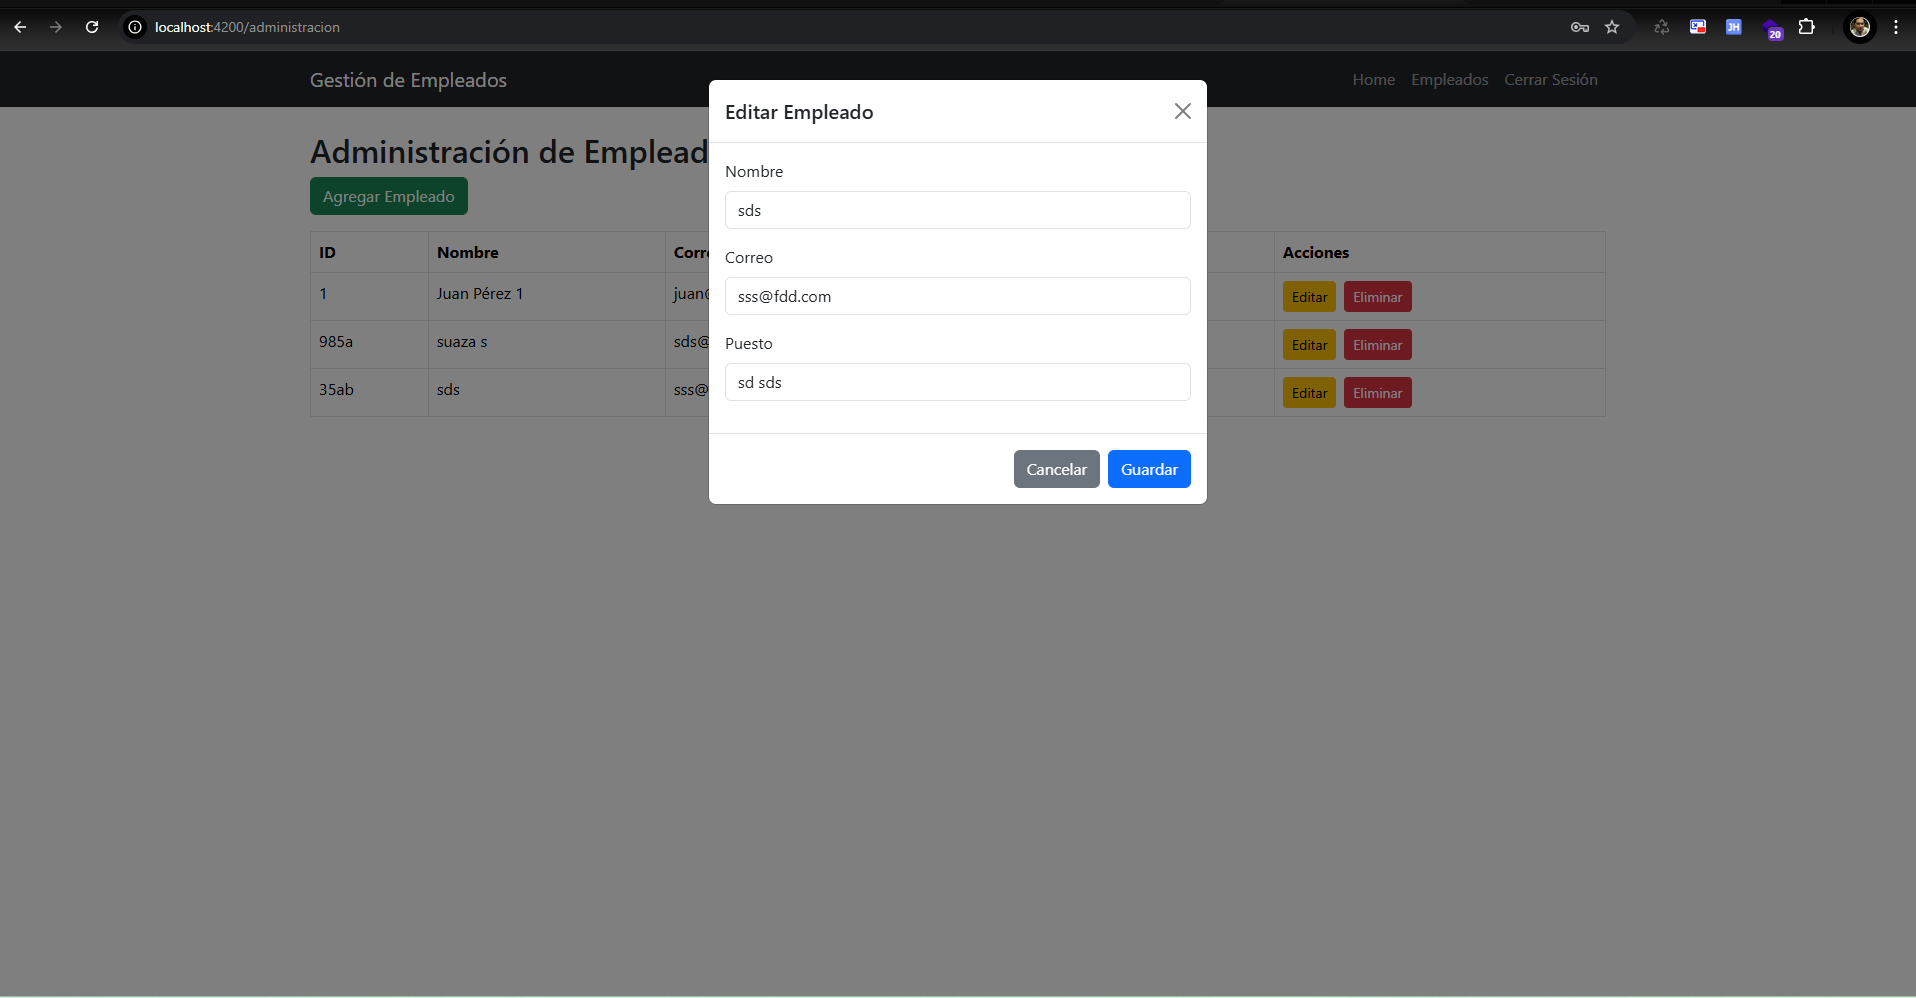 localhost:4200/administracion
JH
20
Gestión de Empleados
Home Empleados Cerrar Sesión
Administración de Emplead
Agregar Empleado
ID Nombre Corr Acciones
1 Juan Pérez 1 juan@ Editar Eliminar
985a suaza s sds@ Editar Eliminar
35ab sds sss@ Editar Eliminar
Editar Empleado
Nombre
sds
Correo
sss@fdd.com
Puesto
sd sds
Cancelar Guardar